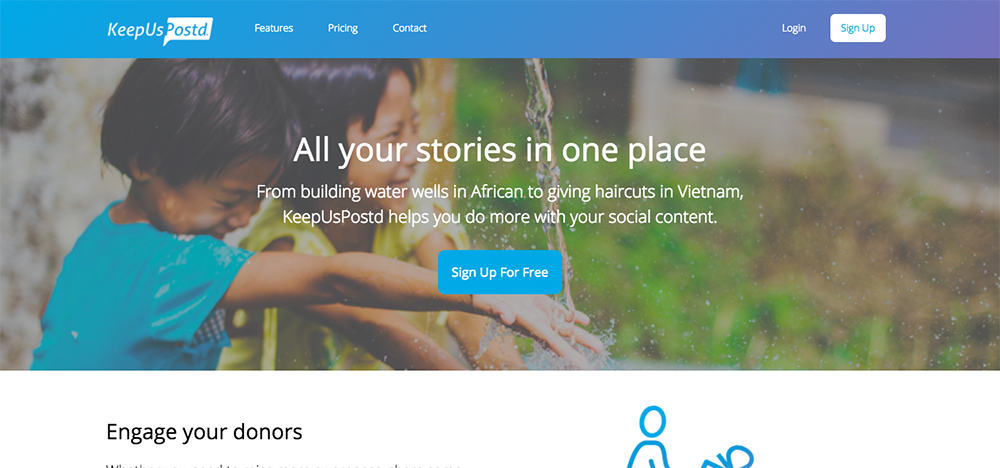 KeepUsPostd
Features
Pricing
Contact
Login
Sign Up
All your stories in one place
From building water wells in African to giving haircuts in Vietnam,
KeepUsPostd helps you do more with your social content.
Sign Up For Free
Engage your donors